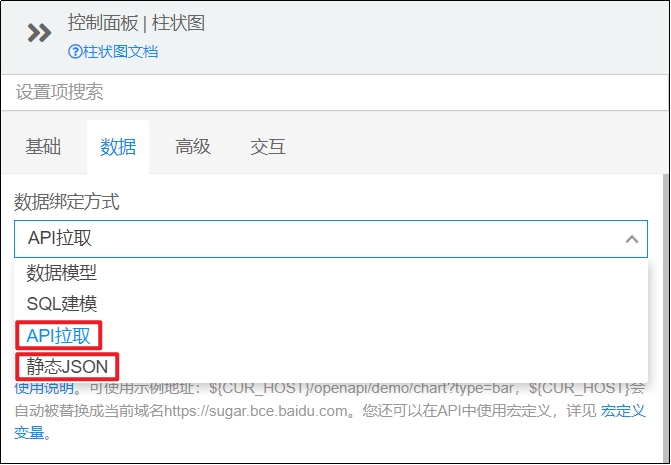 控制面板 | 柱状图
柱状图文档
设置项搜索
基础 数据 高级 交互
数据绑定方式
API拉取
数据模型
SQL建模
API拉取
静态JSON
使用说明。可使用示例地址：${CUR_HOST}/openapi/demo/chart?type=bar，${CUR_HOST}会
自动被替换成当前域名https://sugar.bce.baidu.com。您还可以在API中使用宏定义，详见 宏定义
变量。